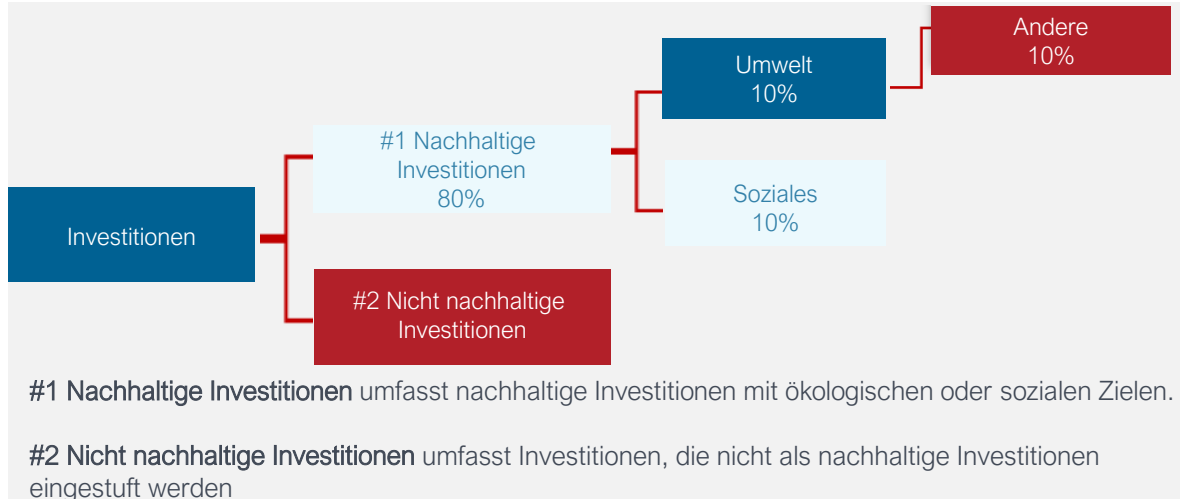 Andere
10%
Umwelt
10%
#1 Nachhaltige
Investitionen
80%
Soziales
10%
Investitionen
#2 Nicht nachhaltige
Investitionen
#1 Nachhaltige Investitionen umfasst nachhaltige Investitionen mit ökologischen oder sozialen Zielen.
#2 Nicht nachhaltige Investitionen umfasst Investitionen, die nicht als nachhaltige Investitionen
eingestuft werden